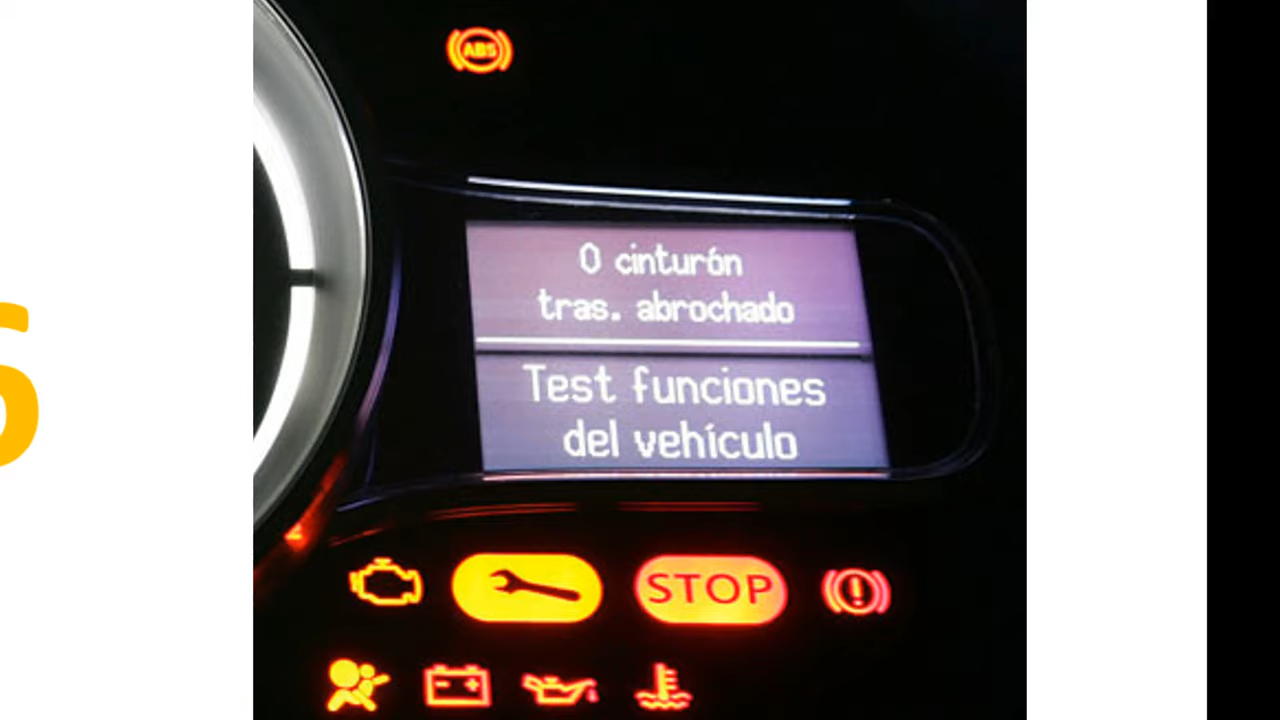 ABS
0 cinturón
tras. abrochado
Test funciones
del vehículo
STOP